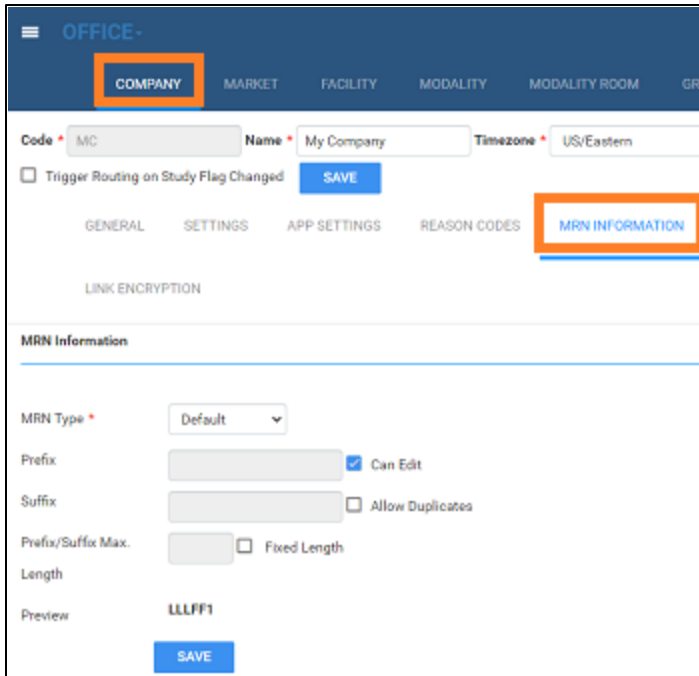 OFFICE
COMPANY MARKET FACILITY MODALITY MODALITY ROOM GR
Code * MC Name * My Company Timezone * US/Eastern
Trigger Routing on Study Flag Changed SAVE
GENERAL SETTINGS APP SETTINGS REASON CODES MRN INFORMATION
LINK ENCRYPTION
MRN Information
MRN Type * Default
Prefix Can Edit
Suffix Allow Duplicates
Prefix/Suffix Max. Fixed Length
Length
Preview LLLFF1
SAVE